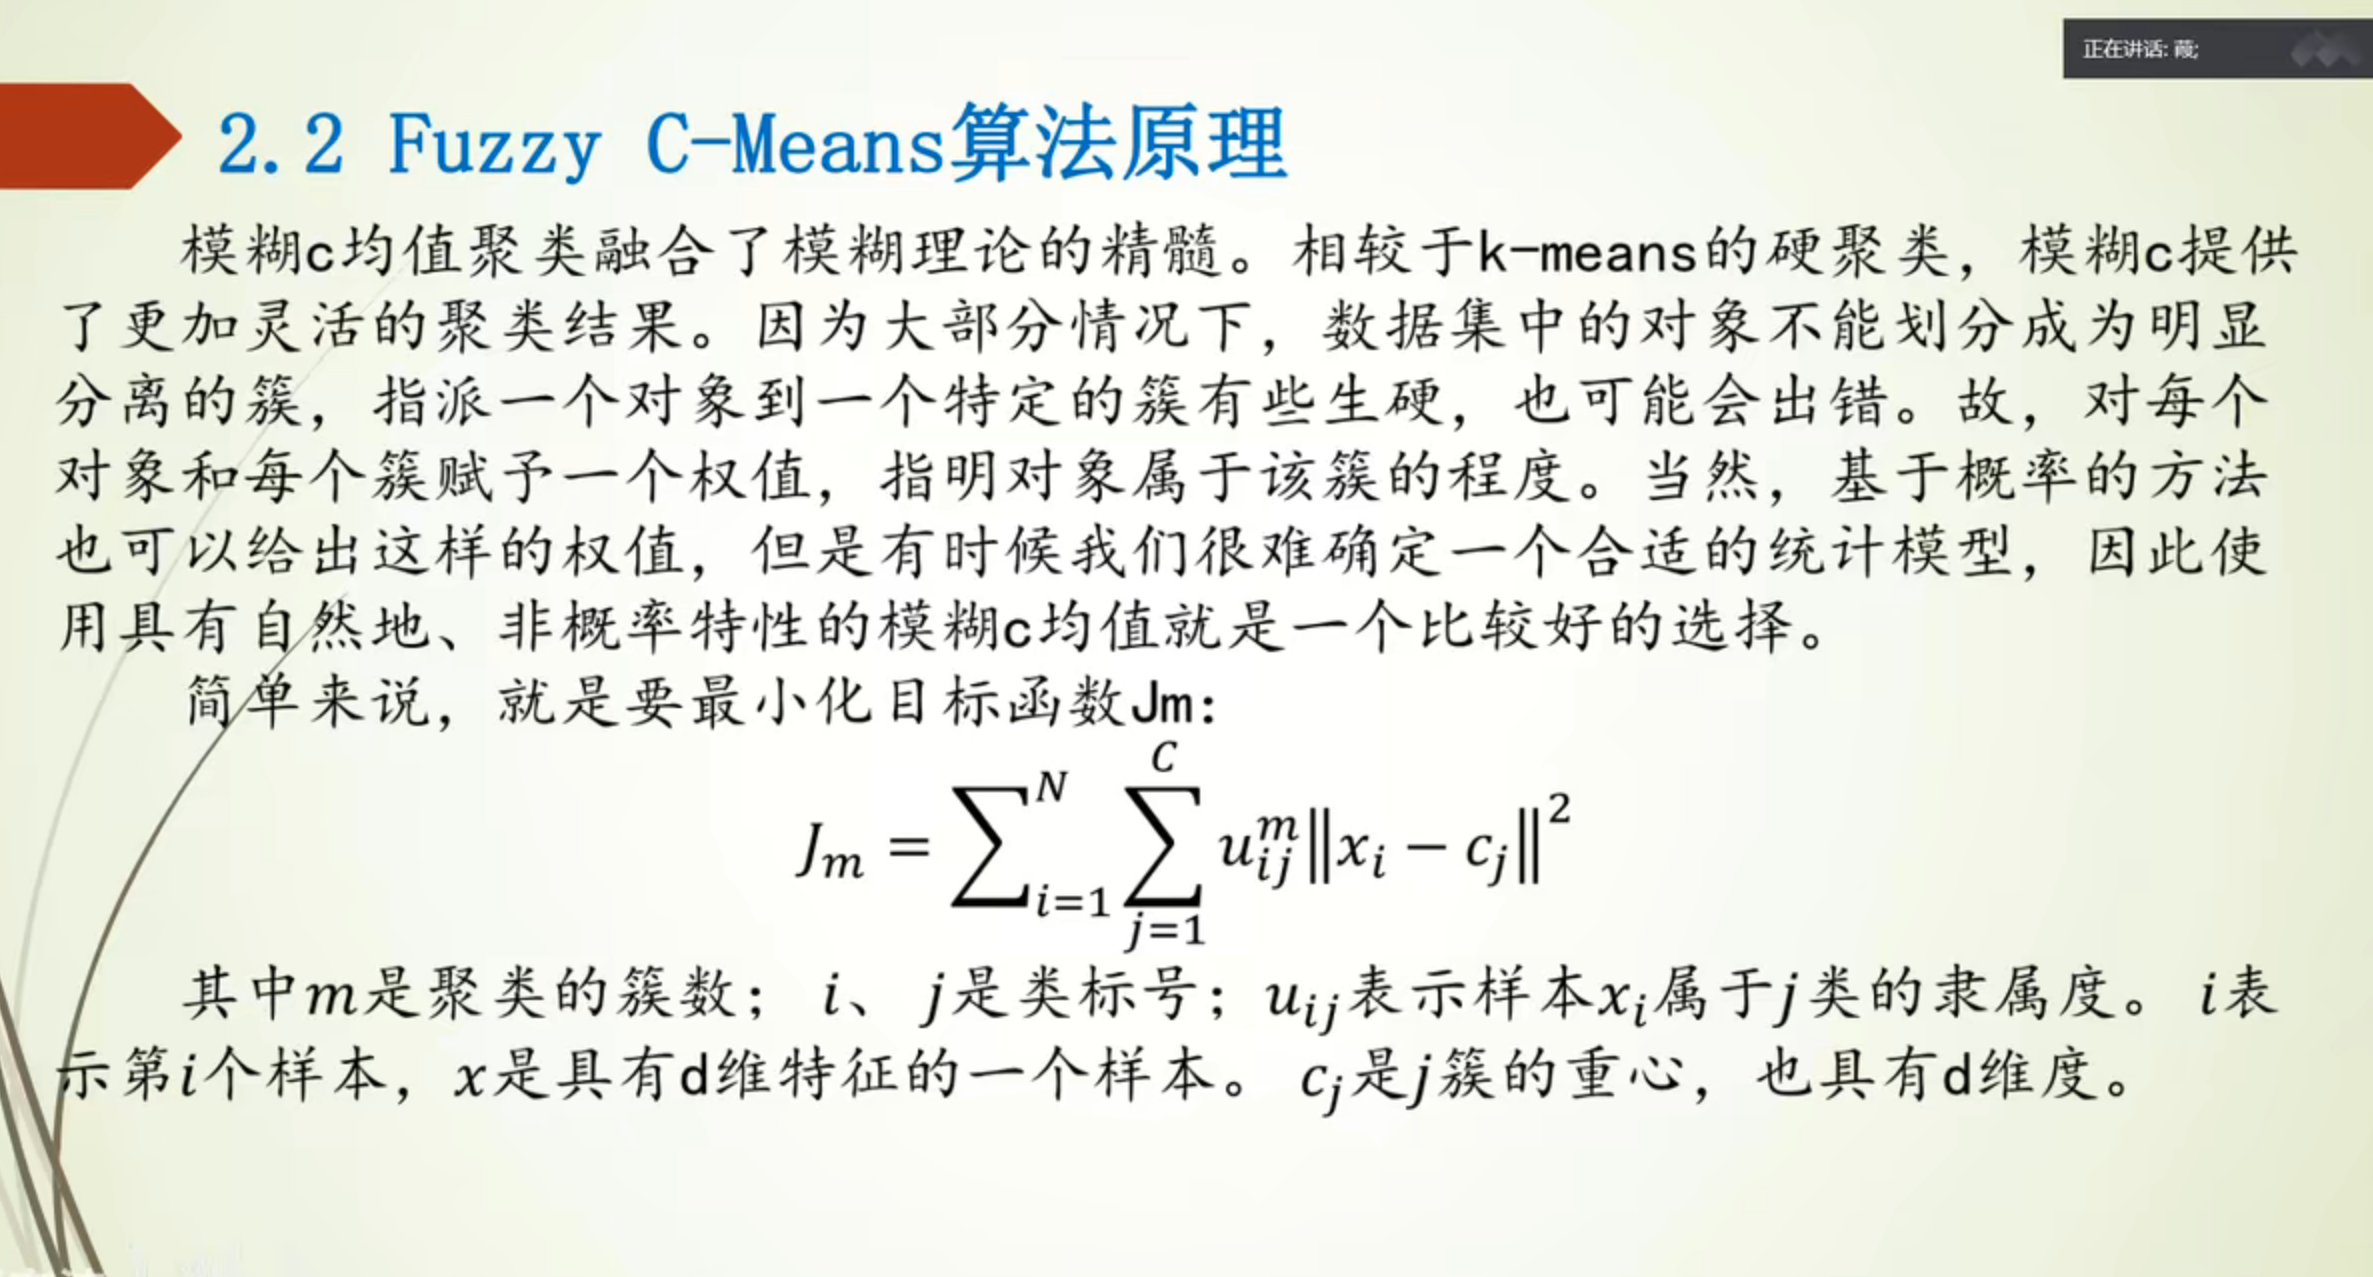 正在讲话: 薇;
2.2 Fuzzy C-Means算法原理
模糊c均值聚类融合了模糊理论的精髓。相较于k-means的硬聚类，模糊c提供
了更加灵活的聚类结果。因为大部分情况下，数据集中的对象不能划分成为明显
分离的簇，指派一个对象到一个特定的簇有些生硬，也可能会出错。故，对每个
对象和每个簇赋予一个权值，指明对象属于该簇的程度。当然，基于概率的方法
也可以给出这样的权值，但是有时候我们很难确定一个合适的统计模型，因此使
用具有自然地、非概率特性的模糊c均值就是一个比较好的选择。
简单来说，就是要最小化目标函数Jm:
$J_m = \sum_{i=1}^{N} \sum_{j=1}^{C} u_{ij}^{m} \|x_i - c_j\|^2$
其中m是聚类的簇数； i、 j是类标号；$u_{ij}$表示样本$x_i$属于j类的隶属度。 i表
示第i个样本，x是具有d维特征的一个样本。 $c_j$是j簇的重心，也具有d维度。